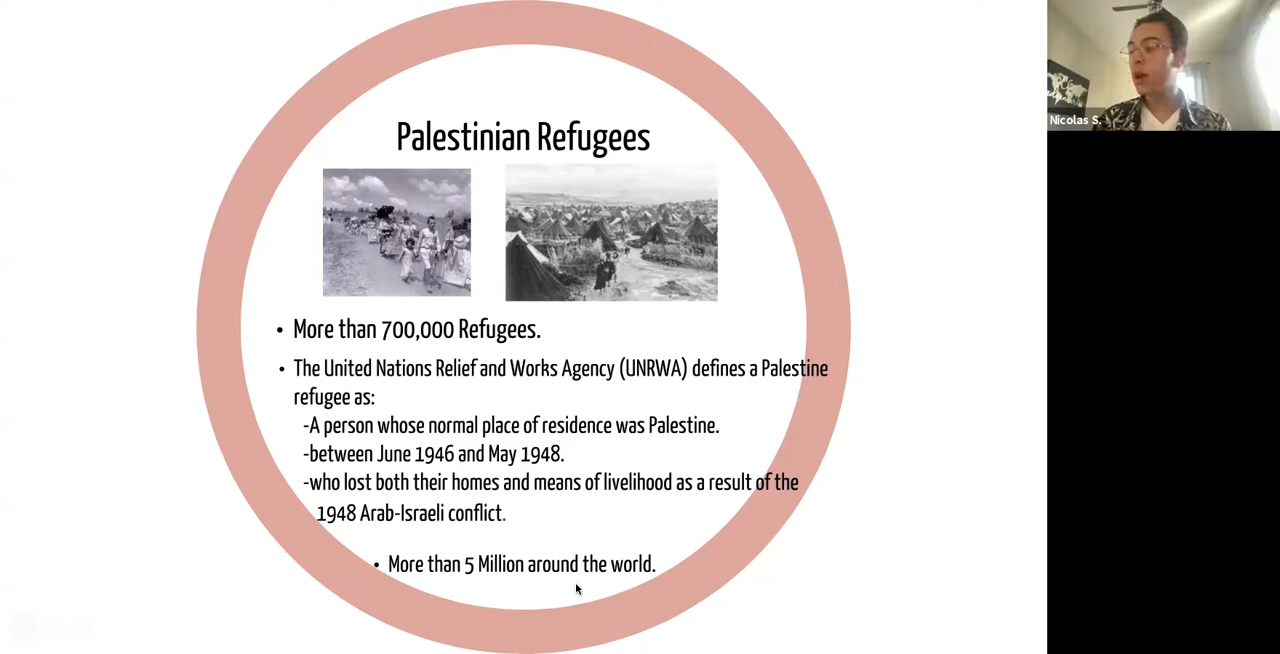 Palestinian Refugees
• More than 700,000 Refugees.
• The United Nations Relief and Works Agency (UNRWA) defines a Palestine
refugee as:
-A person whose normal place of residence was Palestine.
-between June 1946 and May 1948.
-who lost both their homes and means of livelihood as a result of the
1948 Arab-Israeli conflict.
• More than 5 Million around the world.
Nicolas S.